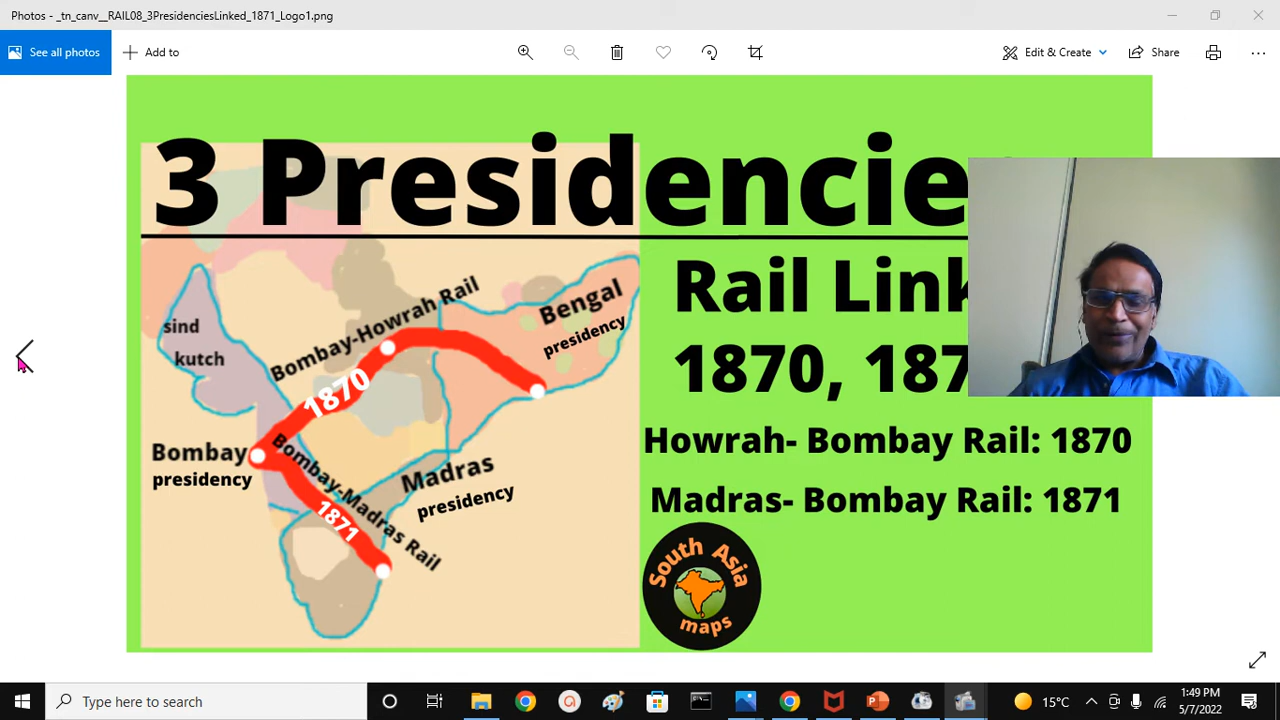 Photos - _tn_canv__RAIL08_3PresidenciesLinked_1871_Logo1.png
See all photos
Add to
Edit & Create
Share
3 Presidencie
Rail Link
1870, 187
Howrah- Bombay Rail: 1870
Madras- Bombay Rail: 1871
sind
kutch
Bombay-Howrah Rail
1870
Bengal
presidency
Bombay
presidency
Bombay-Madras Rail
1871
Madras
presidency
South Asia
maps
Type here to search
15°C
1:49 PM
5/7/2022